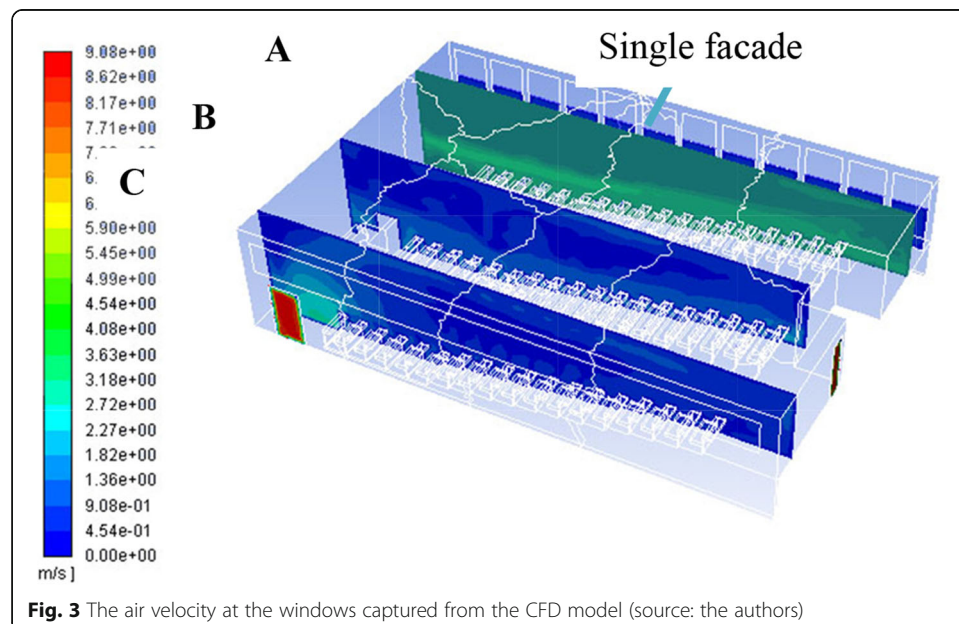 A
Single facade
B
C
9.08e+00
8.62e+00
8.17e+00
7.71e+00
7.
6.
6.
5.90e+00
5.45e+00
4.99e+00
4.54e+00
4.08e+00
3.63e+00
3.18e+00
2.72e+00
2.27e+00
1.82e+00
1.36e+00
9.08e-01
4.54e-01
0.00e+00
m/s ]
Fig. 3 The air velocity at the windows captured from the CFD model (source: the authors)